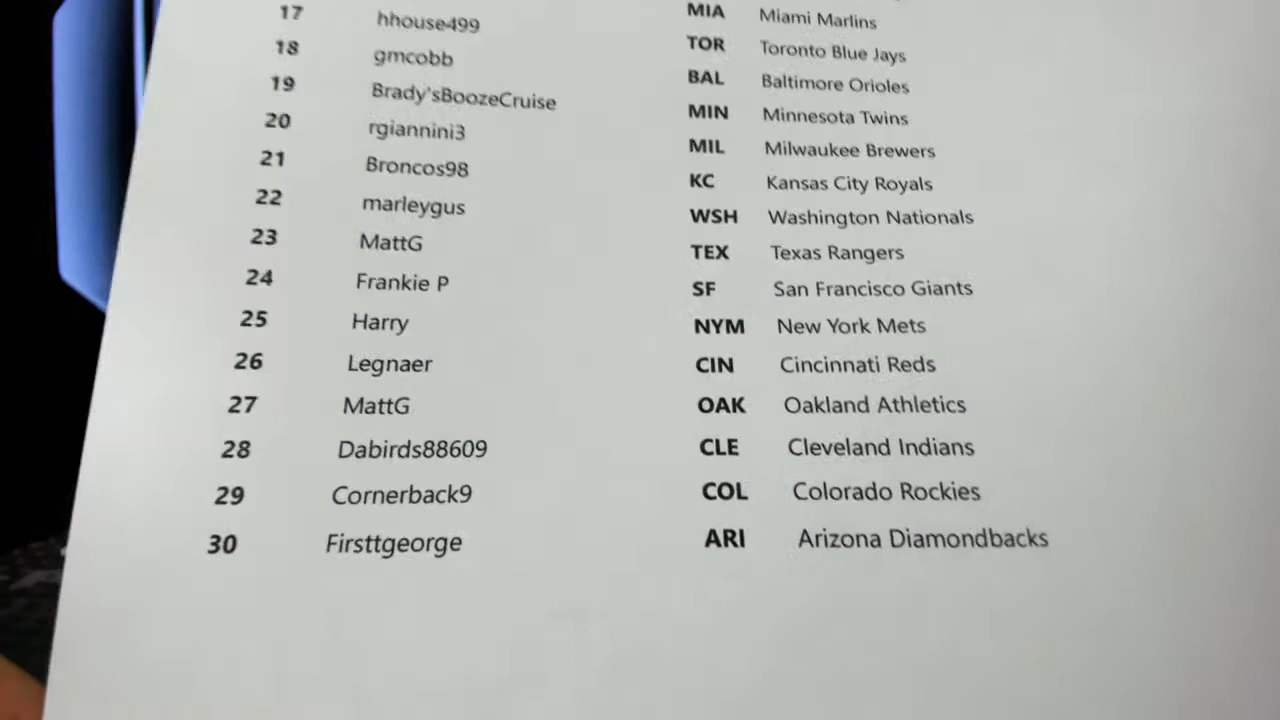 17 hhouse499 MIA Miami Marlins
18 gmcobb TOR Toronto Blue Jays
19 Brady'sBoozeCruise BAL Baltimore Orioles
20 rgiannini3 MIN Minnesota Twins
21 Broncos98 MIL Milwaukee Brewers
22 marleygus KC Kansas City Royals
23 MattG WSH Washington Nationals
24 Frankie P TEX Texas Rangers
25 Harry SF San Francisco Giants
26 Legnaer NYM New York Mets
27 MattG CIN Cincinnati Reds
28 Dabirds88609 OAK Oakland Athletics
29 Cornerback9 CLE Cleveland Indians
30 Firsttgeorge COL Colorado Rockies
ARI Arizona Diamondbacks